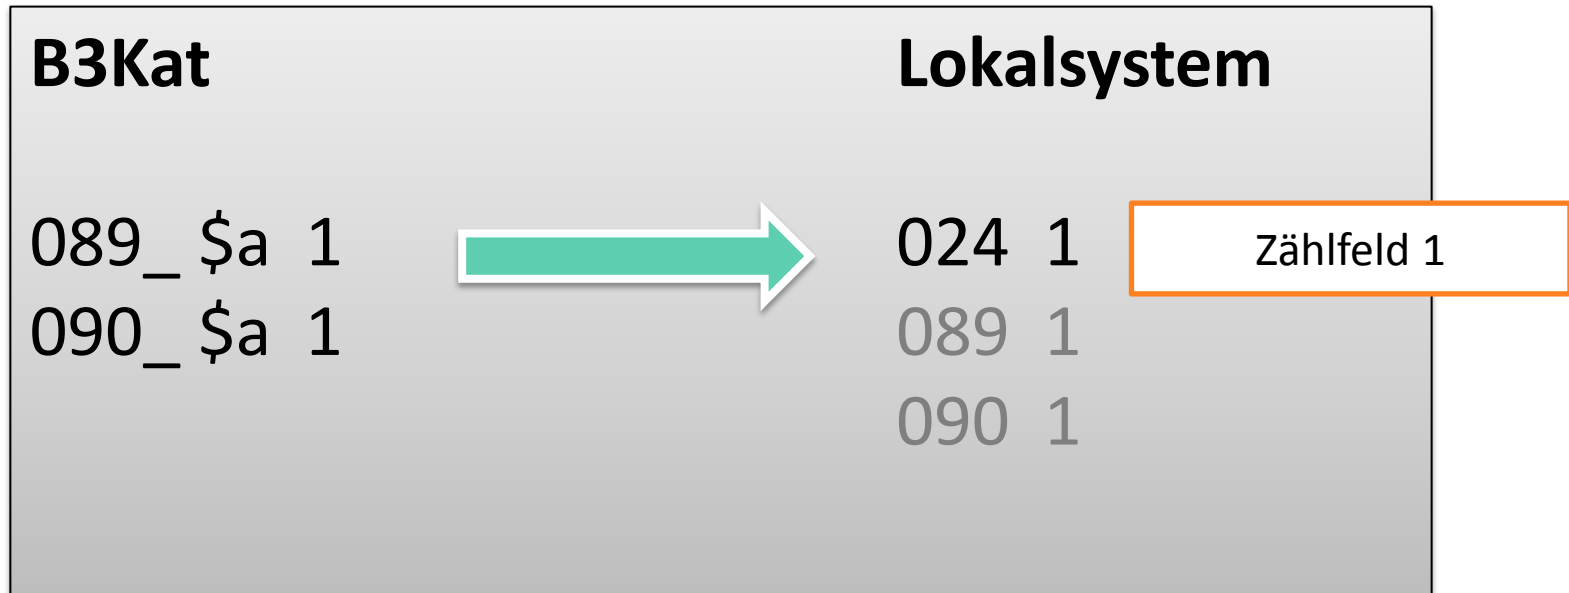 B3Kat
089_ $a 1
090_ $a 1
Lokalsystem
024 1
Zählfeld 1
089 1
090 1